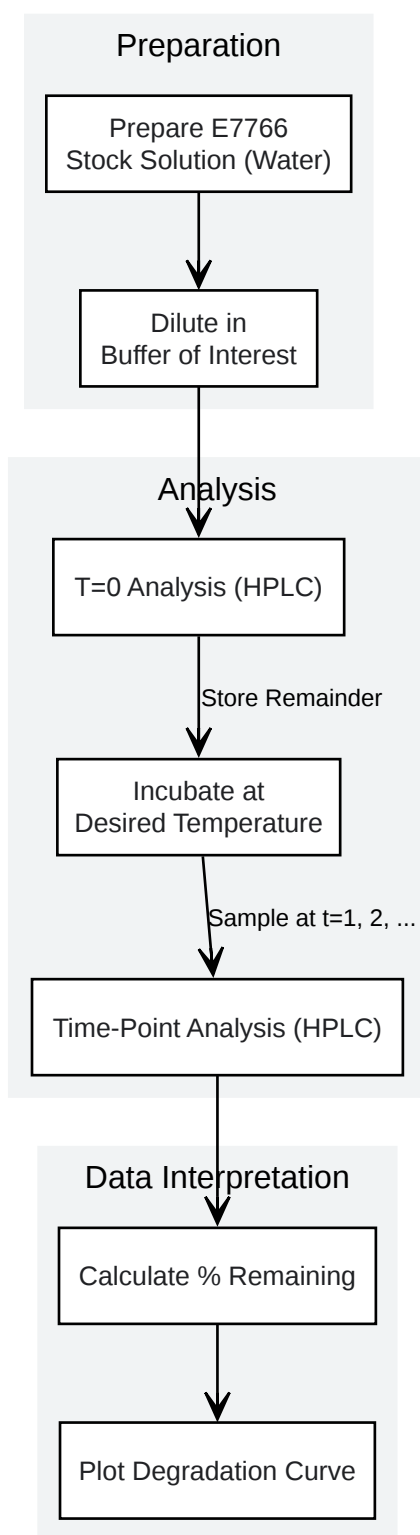 Preparation
Prepare E7766
Stock Solution (Water)
Dilute in
Buffer of Interest
Analysis
T=0 Analysis (HPLC)
Store Remainder
Incubate at
Desired Temperature
Sample at t=1, 2, ...
Time-Point Analysis (HPLC)
Data Interpretation
Calculate % Remaining
Plot Degradation Curve